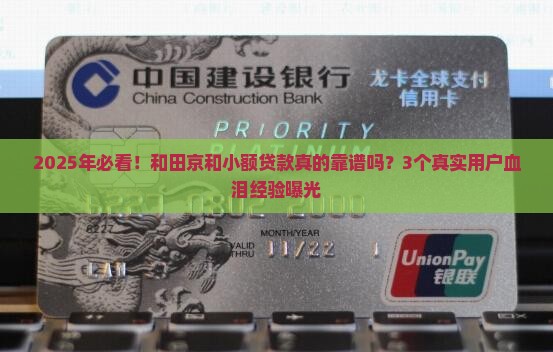 中国建设银行
China Construction Bank
龙卡全球支付
信用卡
PRIORITY
PLATINUM
2025年必看！和田京和小额贷款真的靠谱吗？3个真实用户血
泪经验曝光
6227
MONTH/YEAR
VALID
THRU
11/22
UnionPay
银联